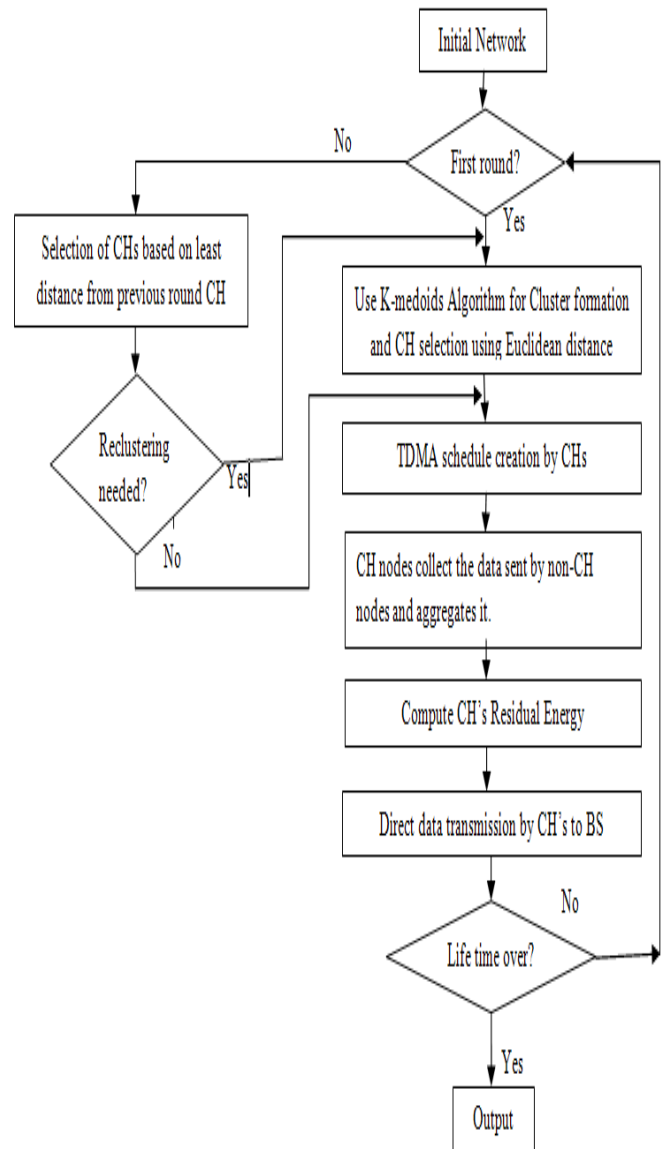 Initial Network
First round?
No
Yes
Selection of CHs based on least
distance from previous round CH
Use K-medoids Algorithm for Cluster formation
and CH selection using Euclidean distance
Reclustering
needed?
Yes
No
TDMA schedule creation by CHs
CH nodes collect the data sent by non-CH
nodes and aggregates it.
Compute CH's Residual Energy
Direct data transmission by CH's to BS
Life time over?
No
Yes
Output